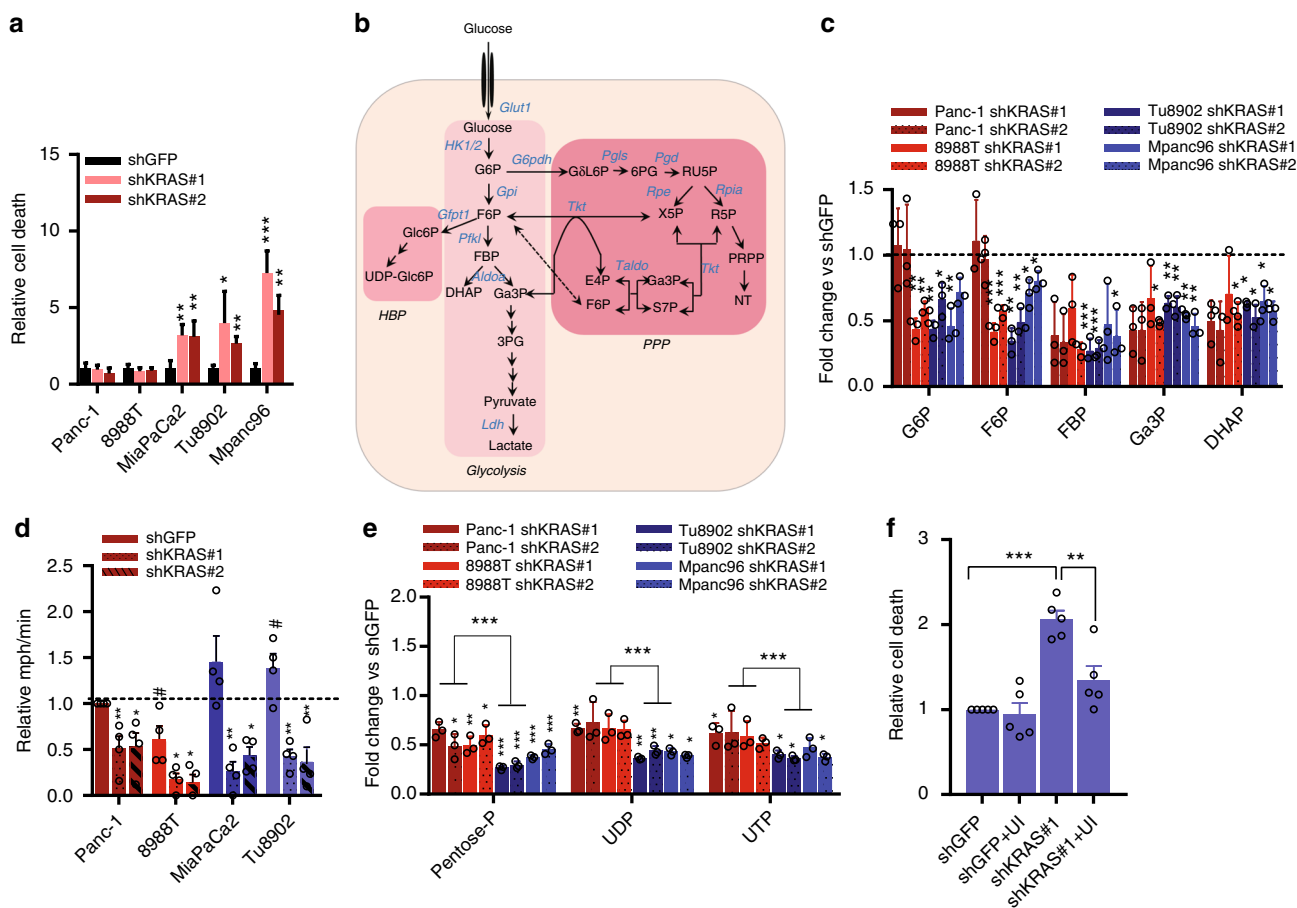 a
Relative cell death
shGFP
shKRAS#1
shKRAS#2
15
10
5
0
** ** * ** *** **
Panc-1
8988T
MiaPaCa2
Tu8902
Mpanc96
b
Glucose
Glut1
Glucose
HK1/2
G6P
G6pdh
GδL6P
Pgls
6PG
Pgd
RU5P
Gpi
Rpe
Rpia
F6P
Gfpt1
Tkt
X5P
R5P
Glc6P
Pfkl
FBP
PRPP
UDP-Glc6P
Aldoa
DHAP
Ga3P
E4P
Taldo
Ga3P
Tkt
NT
F6P
S7P
HBP
3PG
PPP
Pyruvate
Ldh
Lactate
Glycolysis
c
Panc-1 shKRAS#1
Panc-1 shKRAS#2
8988T shKRAS#1
8988T shKRAS#2
Tu8902 shKRAS#1
Tu8902 shKRAS#2
Mpanc96 shKRAS#1
Mpanc96 shKRAS#2
Fold change vs shGFP
1.5
1.0
0.5
0.0
G6P
F6P
FBP
Ga3P
DHAP
d
shGFP
shKRAS#1
shKRAS#2
Relative mph/min
2.5
2.0
1.5
1.0
0.5
0.0
** * # * * ** * # ** **
Panc-1
8988T
MiaPaCa2
Tu8902
e
Panc-1 shKRAS#1
Panc-1 shKRAS#2
8988T shKRAS#1
8988T shKRAS#2
Tu8902 shKRAS#1
Tu8902 shKRAS#2
Mpanc96 shKRAS#1
Mpanc96 shKRAS#2
Fold change vs shGFP
2.0
1.5
1.0
0.5
0.0
***
***
***
Pentose-P
UDP
UTP
f
Relative cell death
3
2
1
0
***
**
shGFP
shGFP+UI
shKRAS#1
shKRAS#1+UI